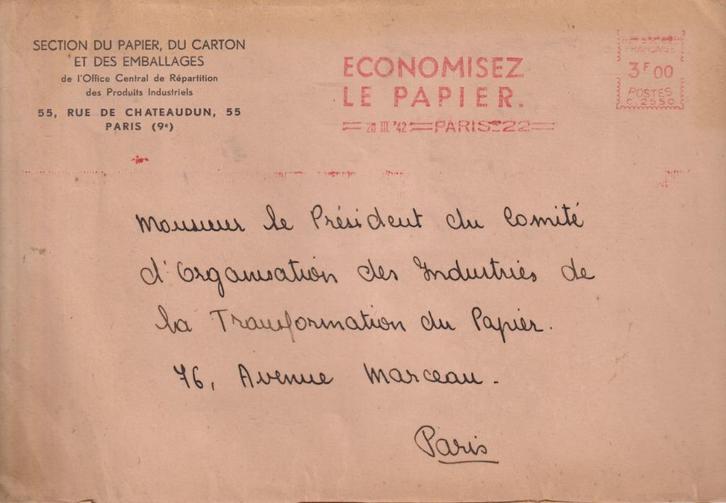 SECTION DU PAPIER, DU CARTON
ET DES EMBALLAGES
de l'Office Central de Répartition
des Produits Industriels
55, RUE DE CHATEAUDUN, 55
PARIS (9e)
ECONOMISEZ
LE PAPIER.
20 III '42 PARIS 22
FRANÇAISE
3F00
POSTES
C.2550
Monsieur le Président du Comité
d'Organisation des Industries de
la Transformation du Papier.
76, Avenue Marceau.
Paris